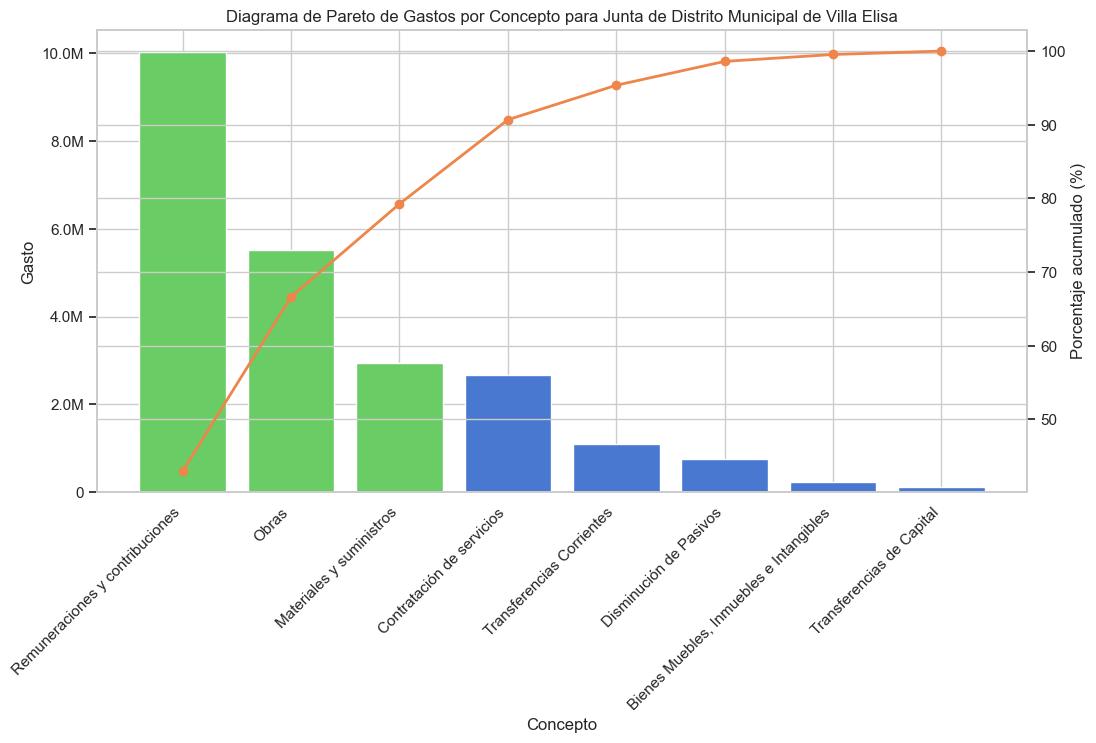 Diagrama de Pareto de Gastos por Concepto para Junta de Distrito Municipal de Villa Elisa
Gasto
10.0M
8.0M
6.0M
4.0M
2.0M
0
Porcentaje acumulado (%)
100
90
80
70
60
50
Remuneraciones y contribuciones
Obras
Materiales y suministros
Contratación de servicios
Transferencias Corrientes
Disminución de Pasivos
Bienes Muebles, Inmuebles e Intangibles
Transferencias de Capital
Concepto